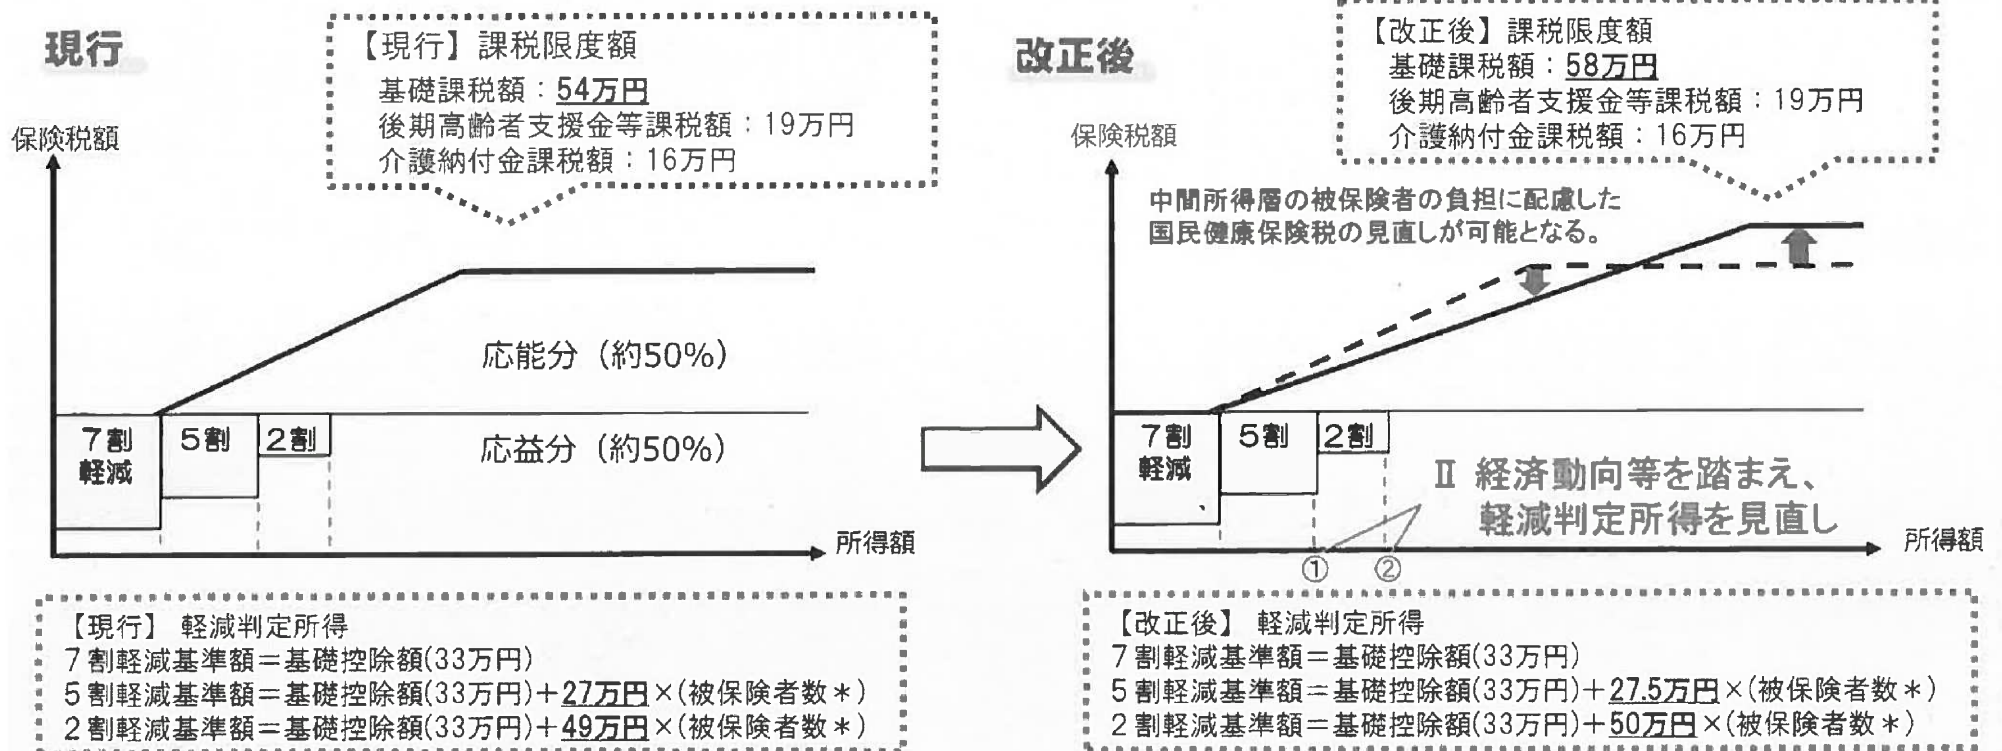 現行
【現行】課税限度額
基礎課税額：54万円
後期高齢者支援金等課税額：19万円
介護納付金課税額：16万円
保険税額
応能分（約50%）
7割
軽減
5割
2割
応益分（約50%）
所得額
【現行】 軽減判定所得
7割軽減基準額＝基礎控除額(33万円)
5割軽減基準額＝基礎控除額(33万円)＋27万円×(被保険者数＊)
2割軽減基準額＝基礎控除額(33万円)＋49万円×(被保険者数＊)
改正後
【改正後】課税限度額
基礎課税額：58万円
後期高齢者支援金等課税額：19万円
介護納付金課税額：16万円
保険税額
中間所得層の被保険者の負担に配慮した
国民健康保険税の見直しが可能となる。
7割
軽減
5割
2割
Ⅱ 経済動向等を踏まえ、
軽減判定所得を見直し
所得額
① ②
【改正後】 軽減判定所得
7割軽減基準額＝基礎控除額(33万円)
5割軽減基準額＝基礎控除額(33万円)＋27.5万円×(被保険者数＊)
2割軽減基準額＝基礎控除額(33万円)＋50万円×(被保険者数＊)